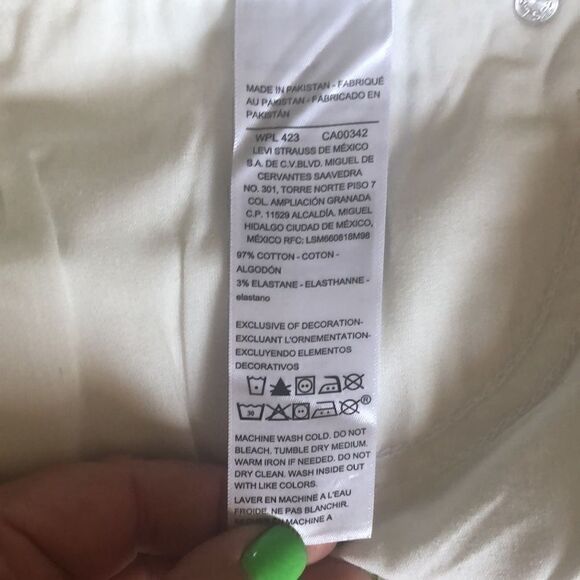 MADE IN PAKISTAN - FABRIQUÉ
AU PAKISTAN - FABRICADO EN
PAKISTÁN
WPL 423 CA00342
LEVI STRAUSS DE MÉXICO
S.A. DE C.V.BLVD. MIGUEL DE
CERVANTES SAAVEDRA
NO. 301, TORRE NORTE PISO 7
COL. AMPLIACIÓN GRANADA
C.P. 11529 ALCALDÍA. MIGUEL
HIDALGO CIUDAD DE MÉXICO,
MÉXICO RFC: LSM660818M98
97% COTTON - COTON -
ALGODÓN
3% ELASTANE - ELASTHANNE -
elastano
EXCLUSIVE OF DECORATION-
EXCLUANT L'ORNEMENTATION-
EXCLUYENDO ELEMENTOS
DECORATIVOS
30 ®
MACHINE WASH COLD. DO NOT
BLEACH. TUMBLE DRY MEDIUM.
WARM IRON IF NEEDED. DO NOT
DRY CLEAN. WASH INSIDE OUT
WITH LIKE COLORS.
LAVER EN MACHINE A L'EAU
FROIDE. NE PAS BLANCHIR.
MACHINE A